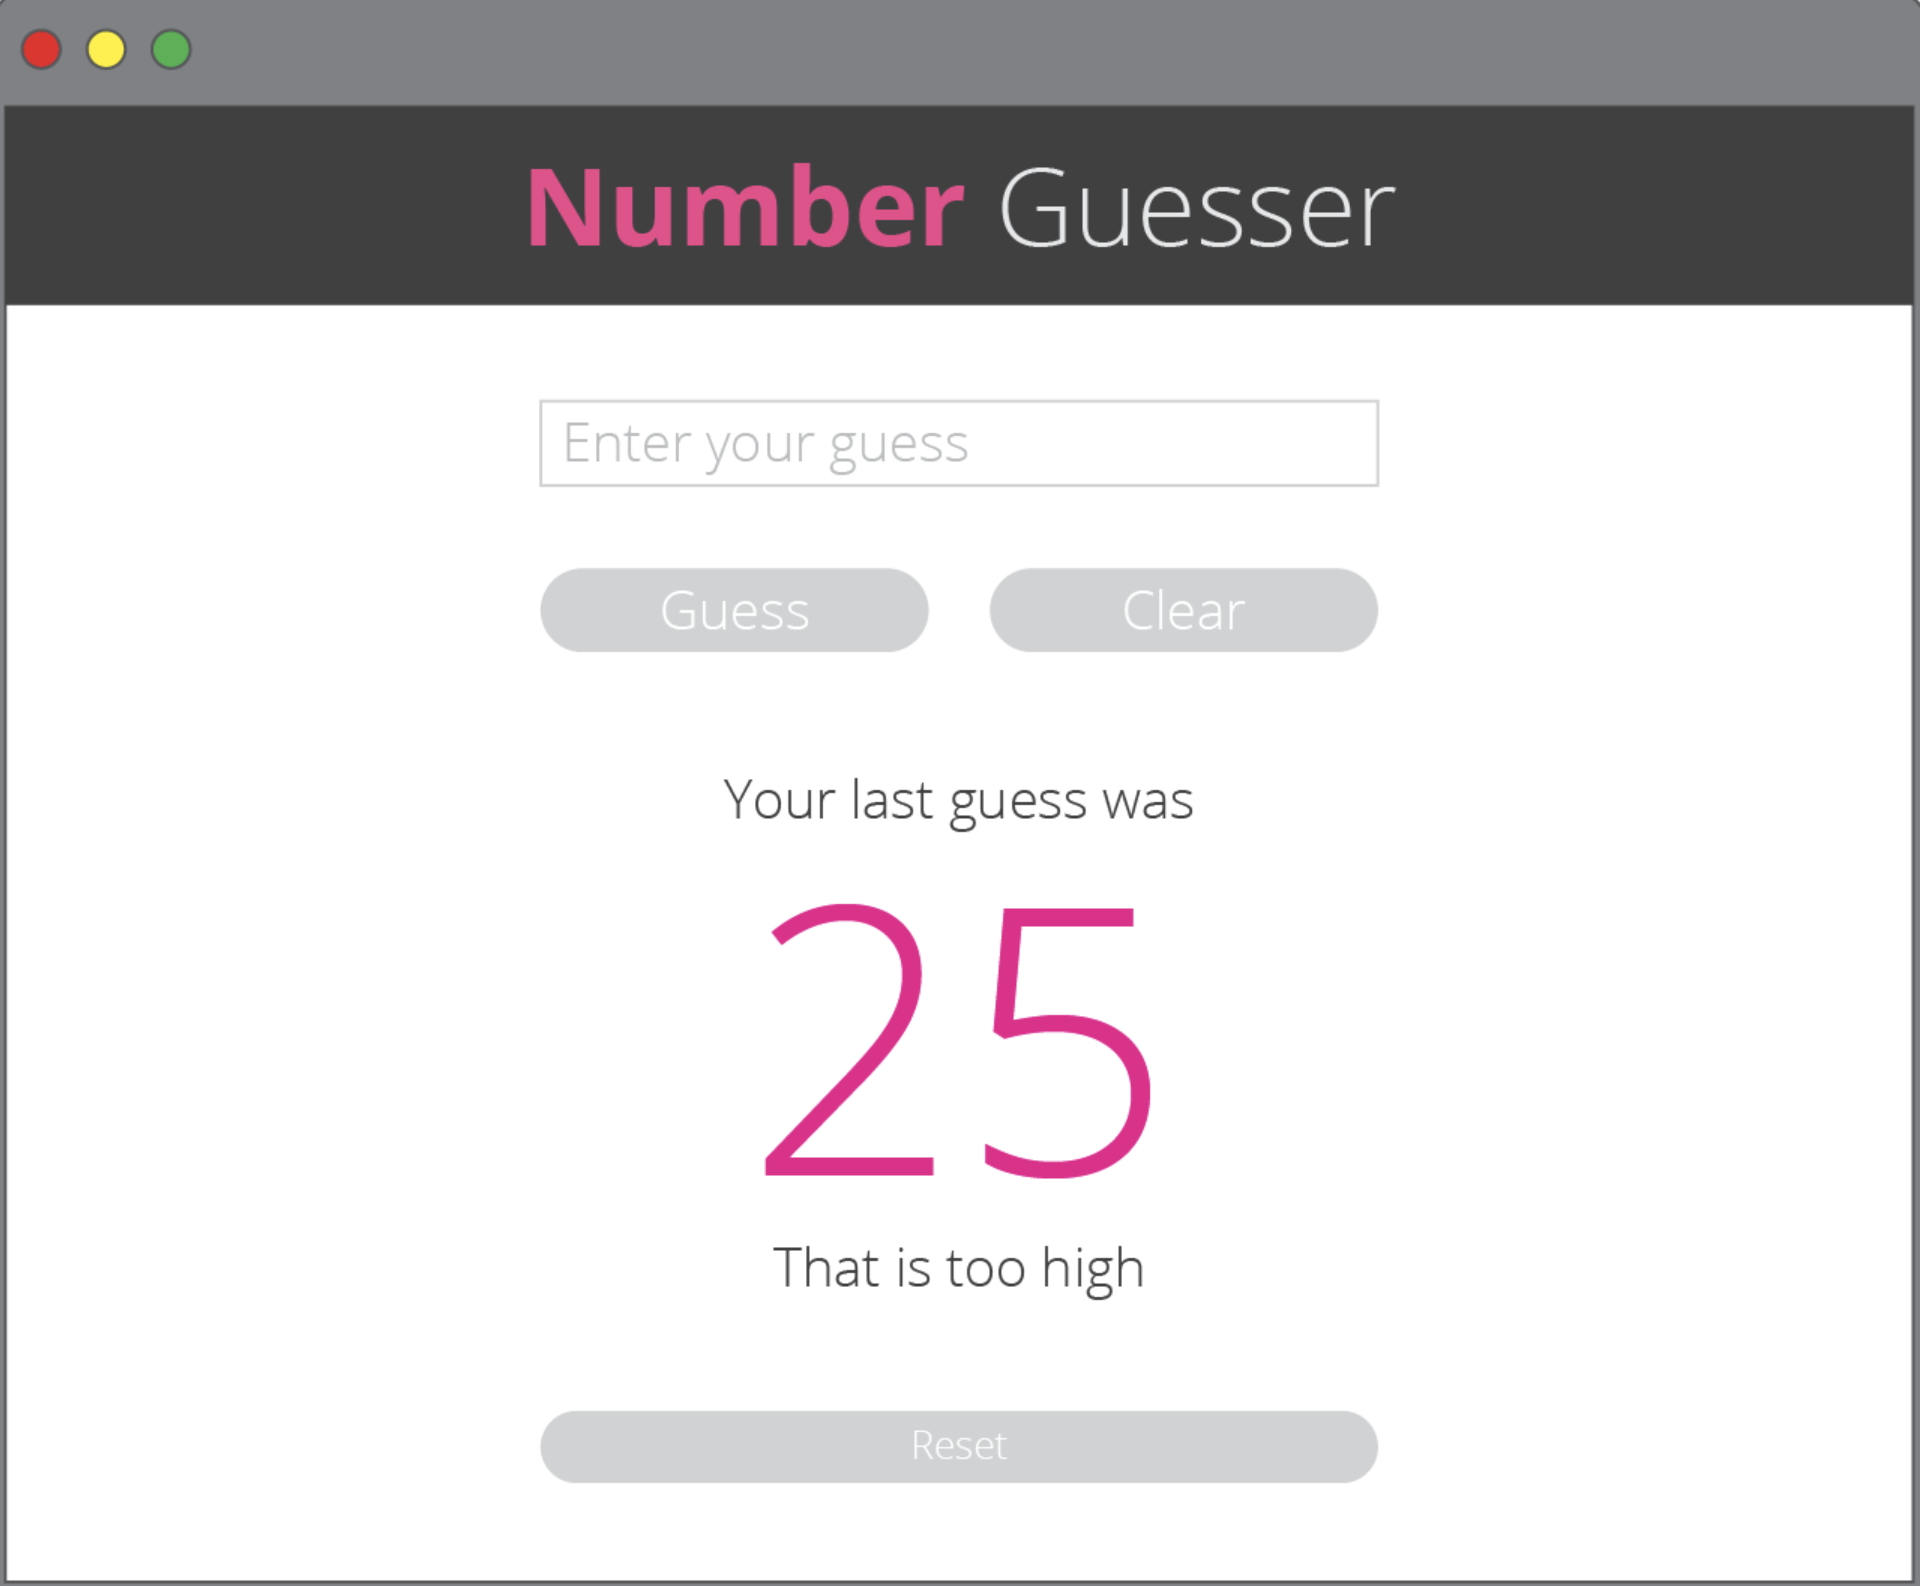 Number Guesser
Enter your guess
Guess Clear
Your last guess was
25
That is too high
Reset